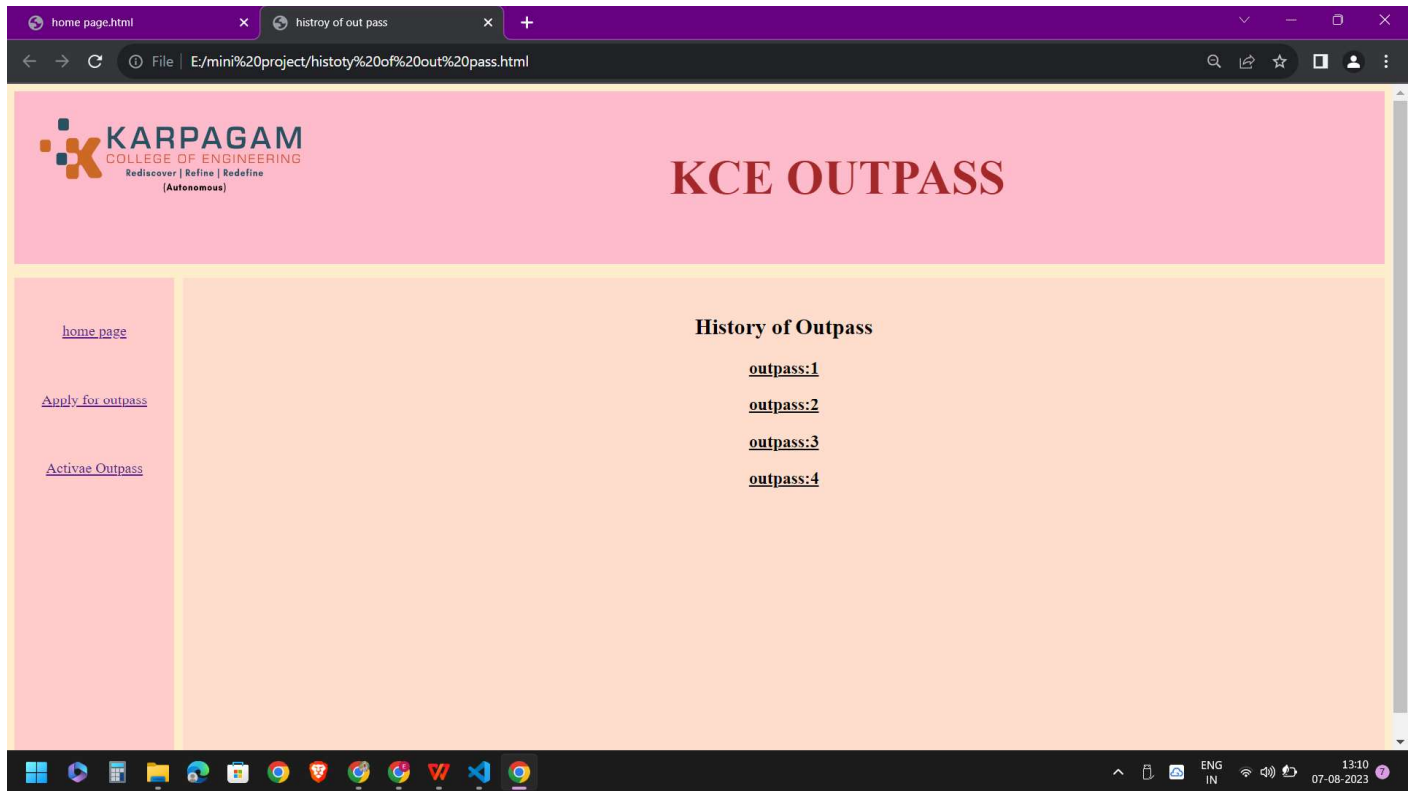 home page.html
histroy of out pass
File E:/mini%20project/histoty%20of%20out%20pass.html
KARPAGAM
COLLEGE OF ENGINEERING
Rediscover | Refine | Redefine
(Autonomous)
KCE OUTPASS
home page
Apply for outpass
Activae Outpass
History of Outpass
outpass:1
outpass:2
outpass:3
outpass:4
ENG
IN
13:10
07-08-2023
7